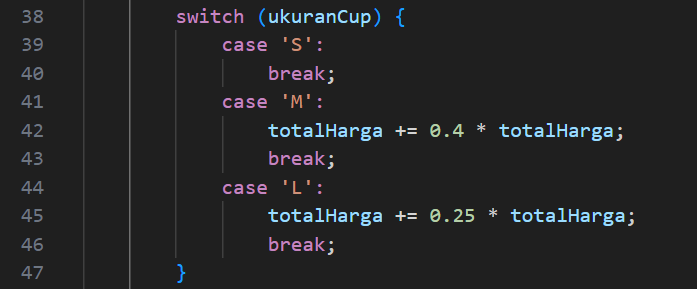 38 switch (ukuranCup) {
39 case 'S':
40 break;
41 case 'M':
42 totalHarga += 0.4 * totalHarga;
43 break;
44 case 'L':
45 totalHarga += 0.25 * totalHarga;
46 break;
47 }